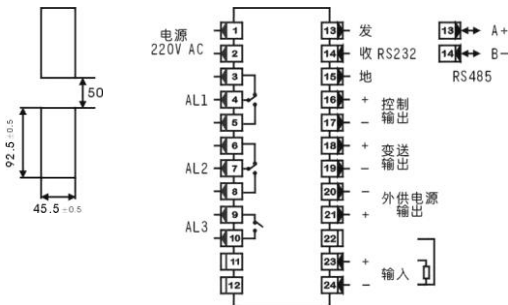 50
92.5 ±0.5
45.5 ±0.5
电源
220V AC
AL1
AL2
AL3
1
2
3
4
5
6
7
8
9
10
11
12
13 发
14 收 RS232
15 地
16 + 控制
17 - 输出
18 + 变送
19 - 输出
20 - 外供电源
21 + 输出
22
23 + 输入
24 -
13 A+
14 B-
RS485